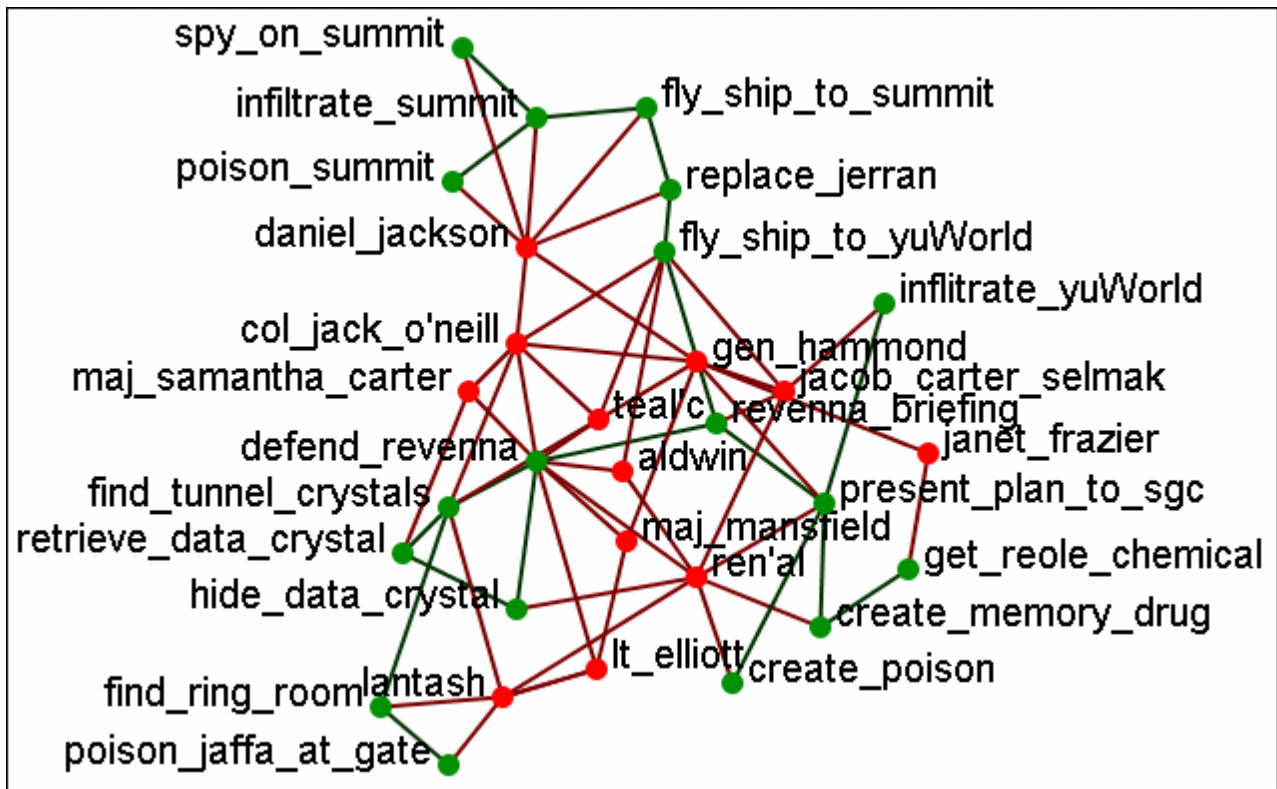 spy_on_summit
infiltrate_summit
fly_ship_to_summit
poison_summit
replace_jerran
daniel_jackson
fly_ship_to_yuWorld
inflitrate_yuWorld
col_jack_o'neill
gen_hammond
maj_samantha_carter
jacob_carter_selmak
teal'c
revenna_briefing
defend_revenna
aldwin
janet_frazier
find_tunnel_crystals
present_plan_to_sgc
retrieve_data_crystal
maj_mansfield
get_reole_chemical
ren'al
hide_data_crystal
create_memory_drug
lt_elliott
create_poison
find_ring_room
lantash
poison_jaffa_at_gate